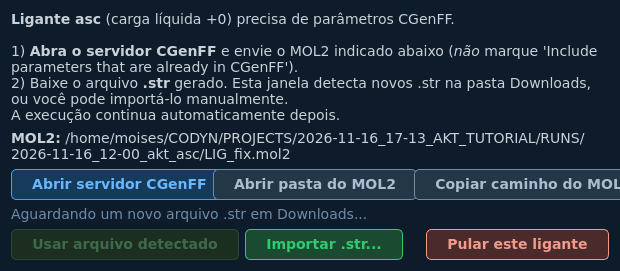 Ligante asc (carga líquida +0) precisa de parâmetros CGenFF.
1) Abra o servidor CGenFF e envie o MOL2 indicado abaixo (não marque 'Include
parameters that are already in CGenFF').
2) Baixe o arquivo .str gerado. Esta janela detecta novos .str na pasta Downloads,
ou você pode importá-lo manualmente.
A execução continua automaticamente depois.
MOL2: /home/moises/CODYN/PROJECTS/2026-11-16_17-13_AKT_TUTORIAL/RUNS/
2026-11-16_12-00_akt_asc/LIG_fix.mol2
Abrir servidor CGenFF Abrir pasta do MOL2 Copiar caminho do MOL
Aguardando um novo arquivo .str em Downloads...
Usar arquivo detectado Importar .str... Pular este ligante